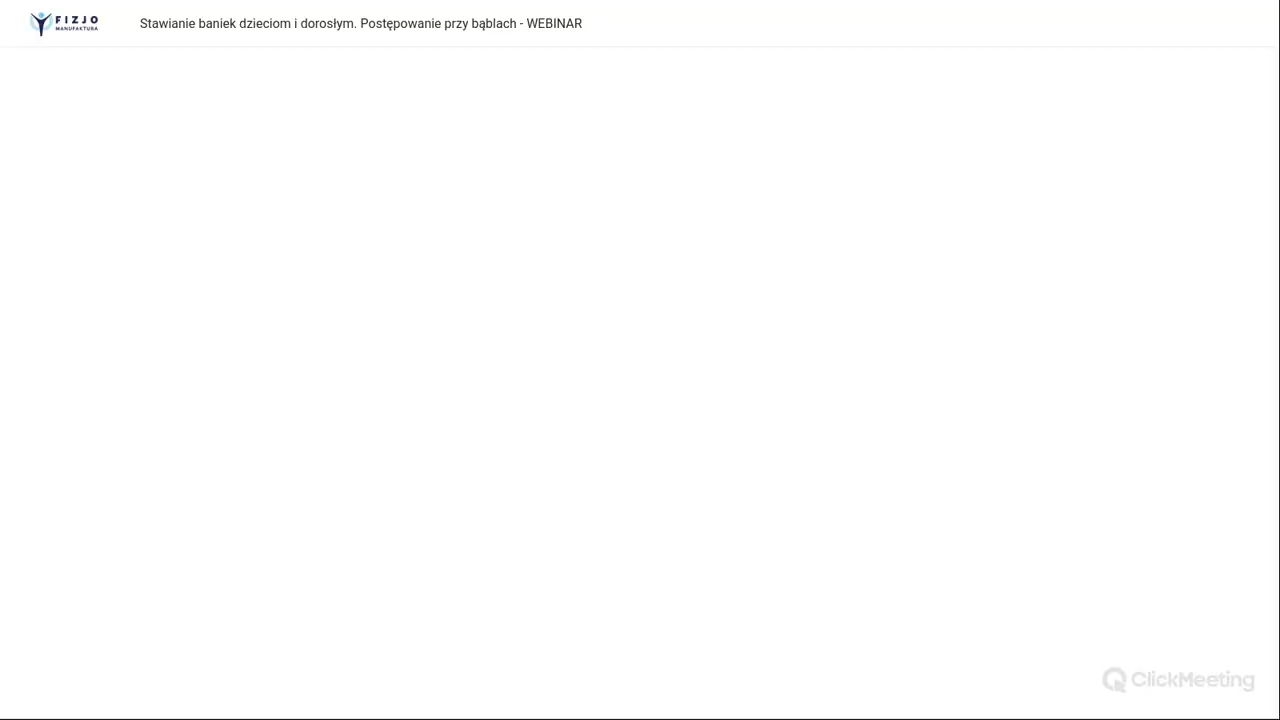 FIZJO
MANUFAKTURA
Stawianie baniek dzieciom i dorosłym. Postępowanie przy bąblach - WEBINAR
ClickMeeting